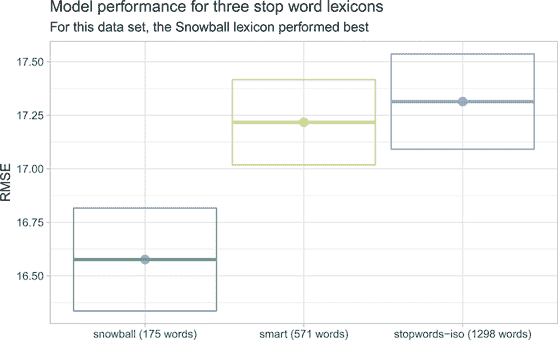 Model performance for three stop word lexicons
For this data set, the Snowball lexicon performed best
17.50
17.25
17.00
16.75
16.50
RMSE
snowball (175 words) smart (571 words) stopwords−iso (1298 words)